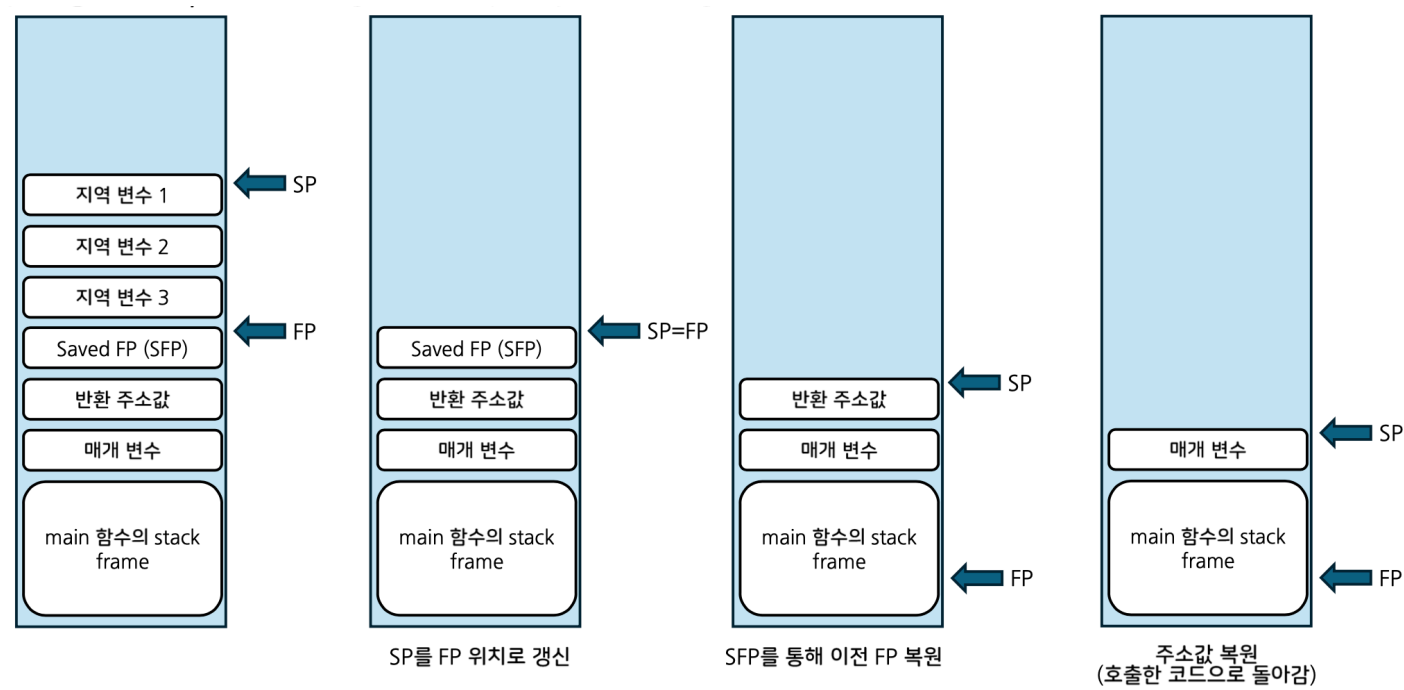 지역 변수 1
SP
지역 변수 2
지역 변수 3
FP
Saved FP (SFP)
반환 주소값
매개 변수
main 함수의 stack
frame
SP=FP
Saved FP (SFP)
반환 주소값
매개 변수
main 함수의 stack
frame
SP를 FP 위치로 갱신
SP
반환 주소값
매개 변수
main 함수의 stack
frame
FP
SFP를 통해 이전 FP 복원
SP
매개 변수
main 함수의 stack
frame
FP
주소값 복원
(호출한 코드으로 돌아감)